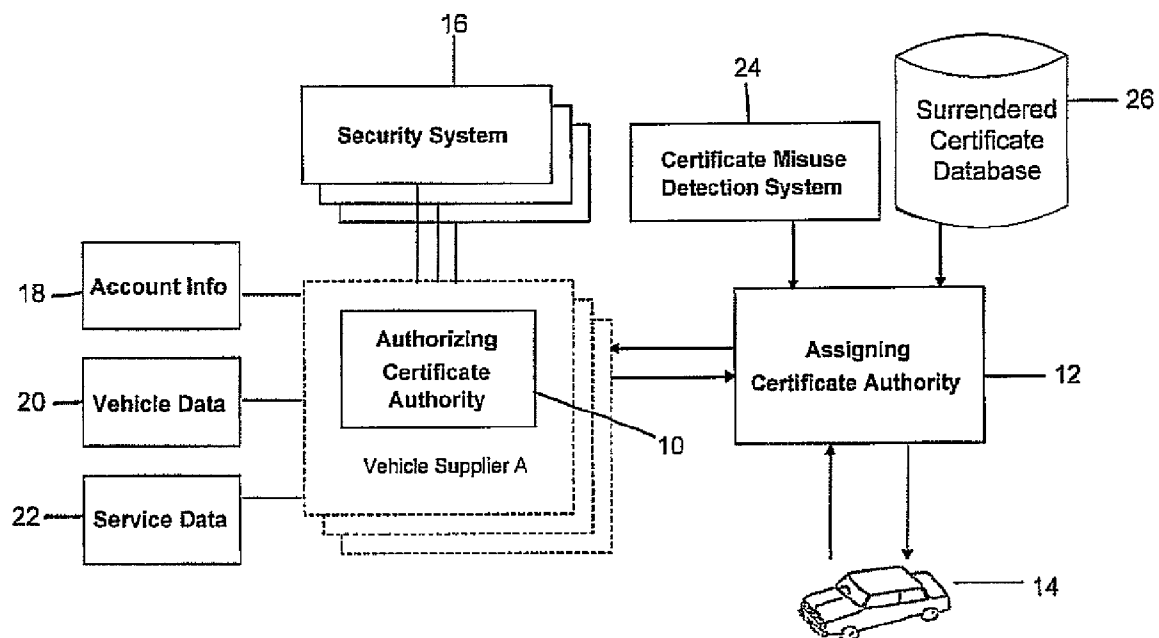 16
24
26
Security System
Certificate Misuse
Detection System
Surrendered
Certificate
Database
18
Account Info
20
Vehicle Data
22
Service Data
Authorizing
Certificate
Authority
10
Vehicle Supplier A
Assigning
Certificate Authority
12
14